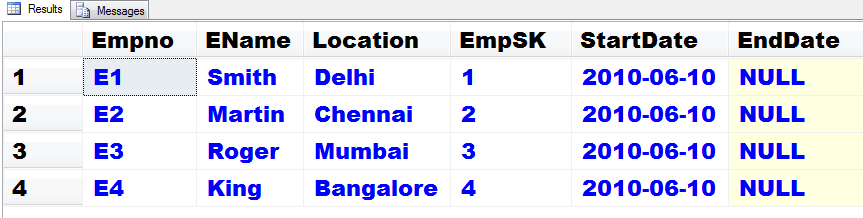 Results Messages
Empno EName Location EmpSK StartDate EndDate
1 E1 Smith Delhi 1 2010-06-10 NULL
2 E2 Martin Chennai 2 2010-06-10 NULL
3 E3 Roger Mumbai 3 2010-06-10 NULL
4 E4 King Bangalore 4 2010-06-10 NULL